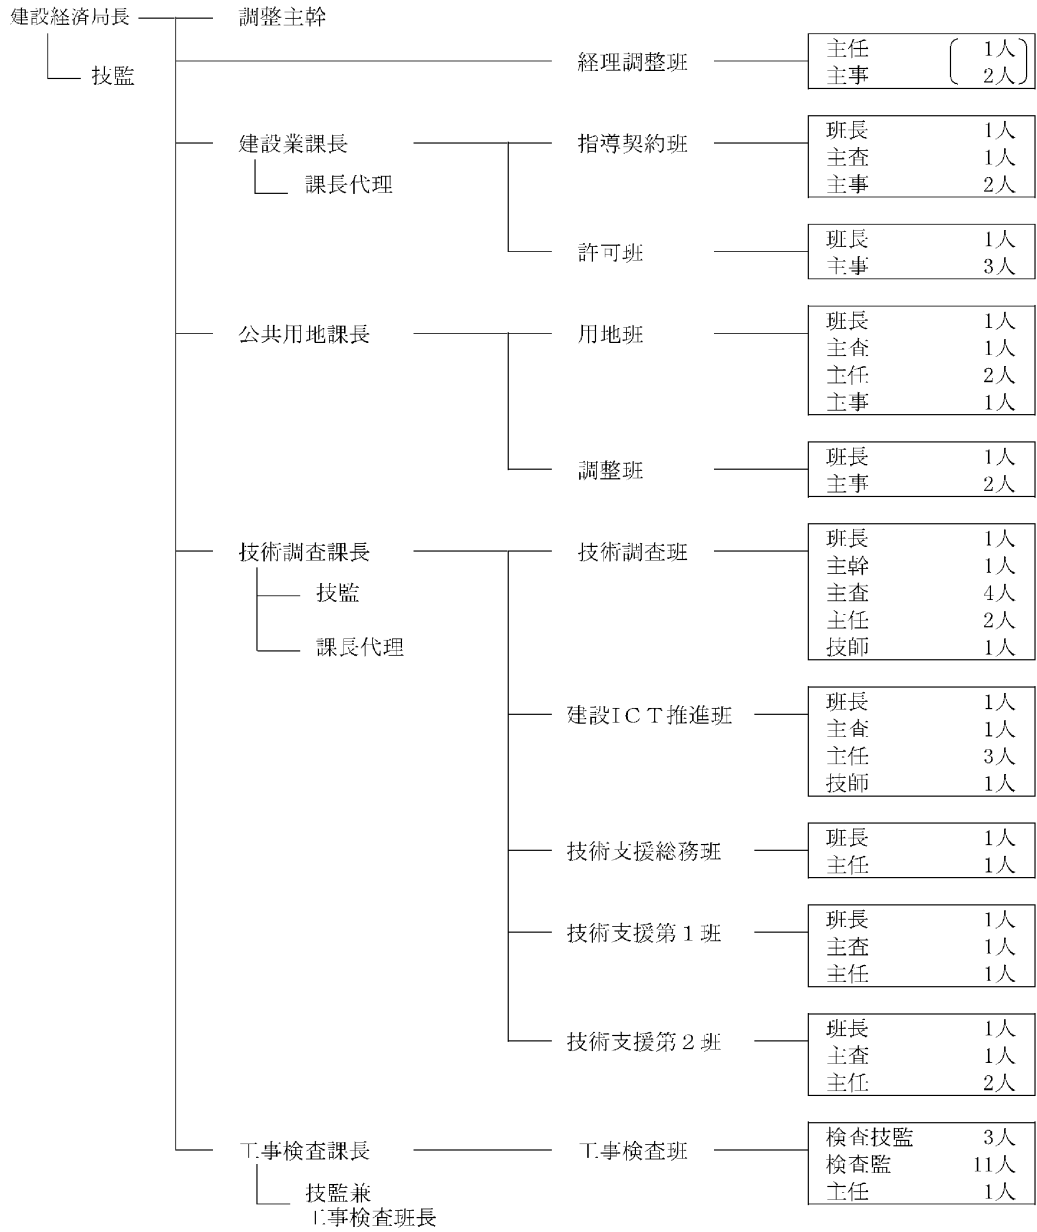 建設経済局長 調整主幹
技監
経理調整班 主任 1人
主事 2人
建設業課長 指導契約班 班長 1人
主査 1人
課長代理 主事 2人
許可班 班長 1人
主事 3人
公共用地課長 用地班 班長 1人
主査 1人
主任 2人
主事 1人
調整班 班長 1人
主事 2人
技術調査課長 技術調査班 班長 1人
主幹 1人
技監 主査 4人
主任 2人
課長代理 技師 1人
建設ICT推進班 班長 1人
主査 1人
主任 3人
技師 1人
技術支援総務班 班長 1人
主任 1人
技術支援第1班 班長 1人
主査 1人
主任 1人
技術支援第2班 班長 1人
主査 1人
主任 2人
工事検査課長 工事検査班 検査技監 3人
検査監 11人
技監兼 主任 1人
工事検査班長